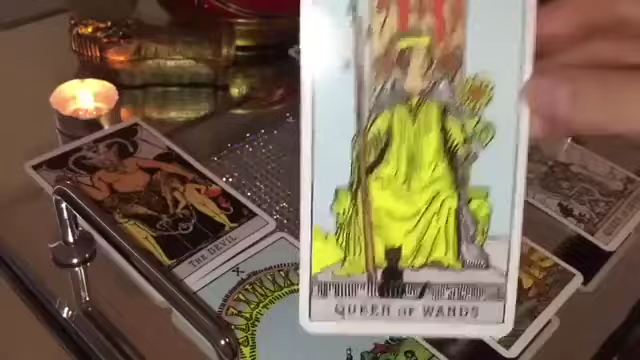 THE DEVIL
X
QUEEN OF WANDS